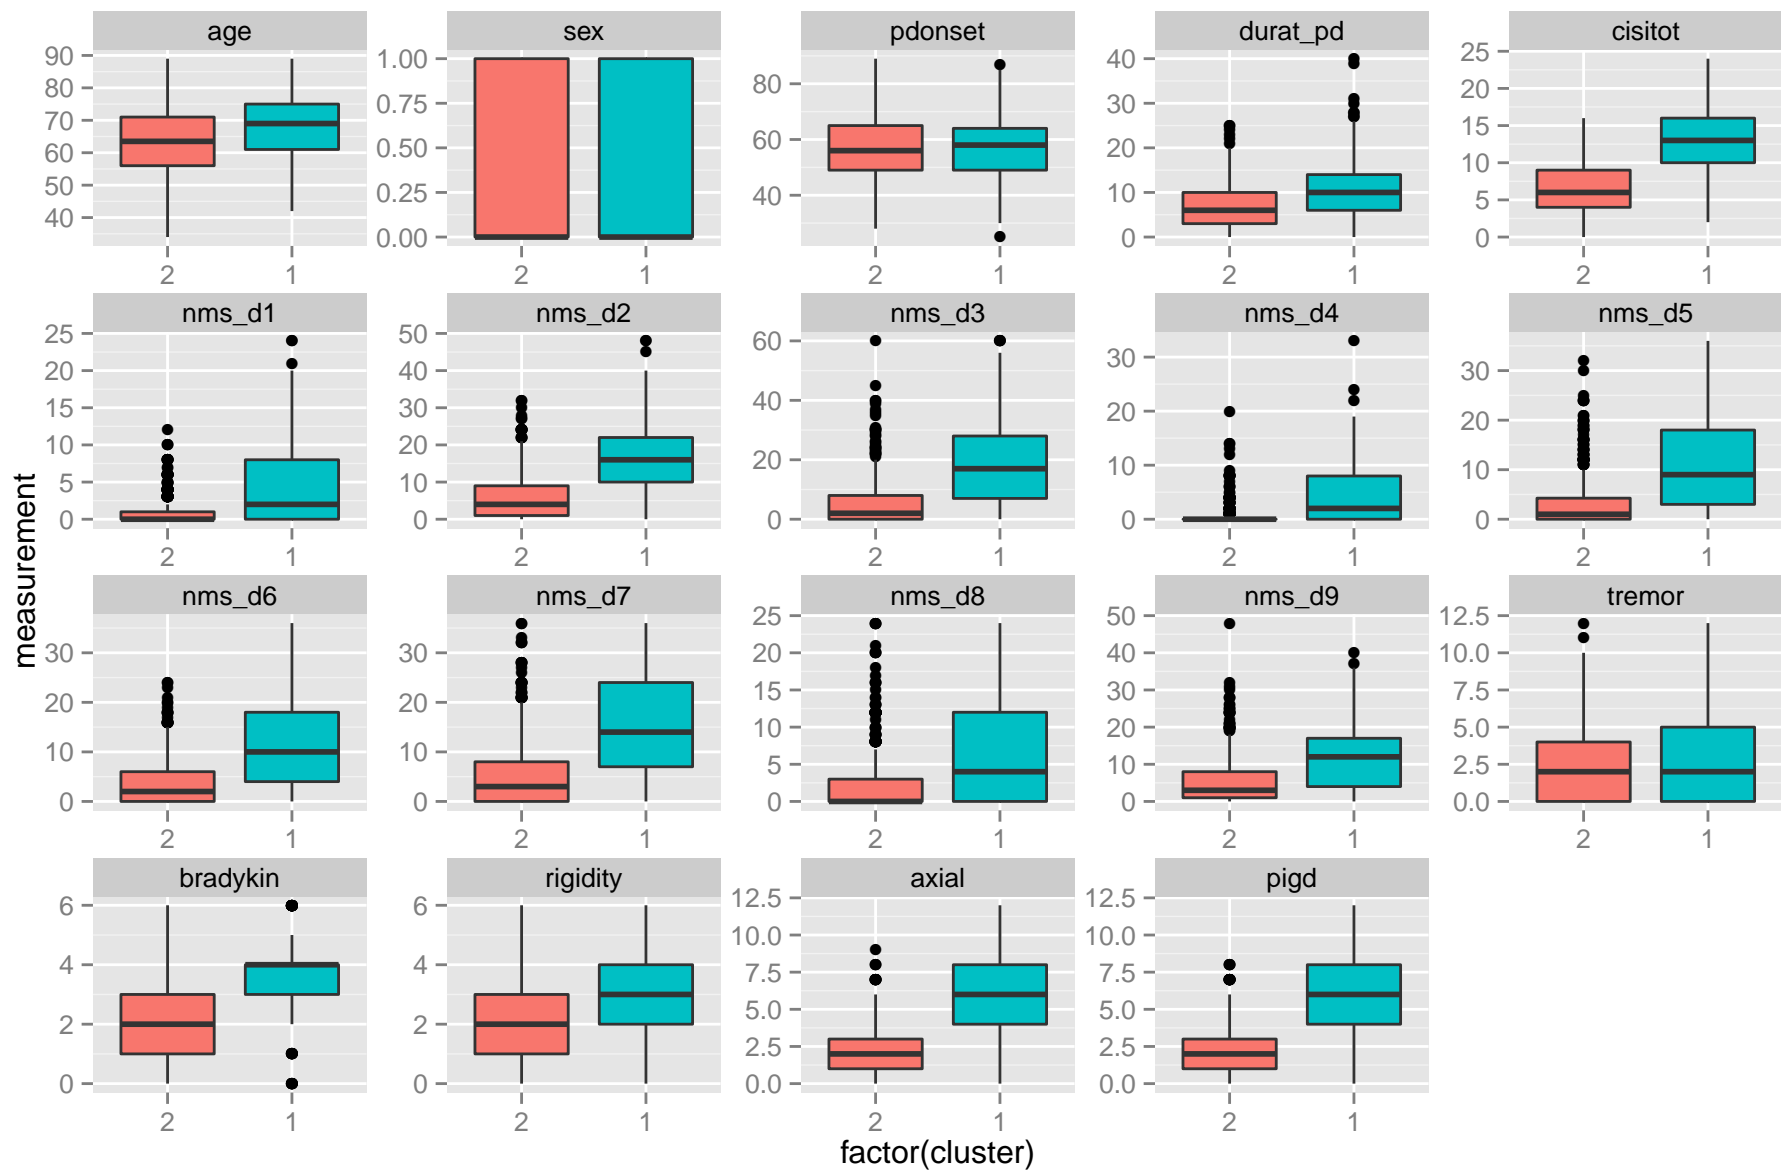 age sex pdonset durat_pd cisitot
90 80 70 60 50 40
1.00 0.75 0.50 0.25 0.00
80 60 40
40 30 20 10 0
25 20 15 10 5 0
2 1 2 1 2 1 2 1 2 1
nms_d1 nms_d2 nms_d3 nms_d4 nms_d5
25 20 15 10 5 0
50 40 30 20 10 0
60 40 20 0
30 20 10 0
30 20 10 0
2 1 2 1 2 1 2 1 2 1
measurement
nms_d6 nms_d7 nms_d8 nms_d9 tremor
30 20 10 0
30 20 10 0
25 20 15 10 5 0
50 40 30 20 10 0
12.5 10.0 7.5 5.0 2.5 0.0
2 1 2 1 2 1 2 1 2 1
bradykin rigidity axial pigd
6 4 2 0
6 4 2 0
12.5 10.0 7.5 5.0 2.5 0.0
12.5 10.0 7.5 5.0 2.5 0.0
2 1 2 1 2 1 2 1
factor(cluster)